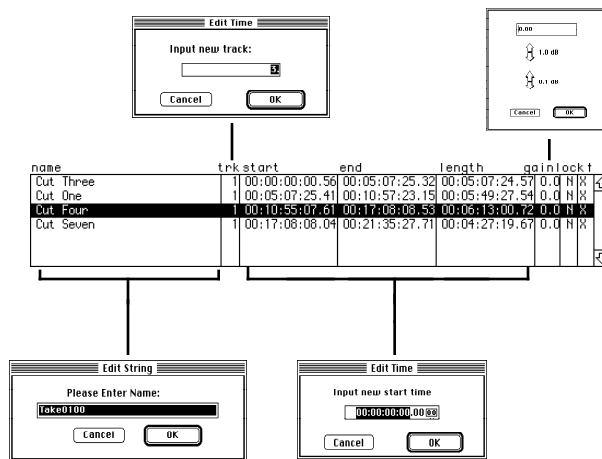 Edit Time
Input new track:
5
Cancel OK
0.00
1.0 dB
0.1 dB
Cancel OK
name trk start end length gain lock t
Cut Three 1 00:00:00:00.56 00:05:07:25.32 00:05:07:24.57 0.0 N X
Cut One 1 00:05:07:25.41 00:10:57:23.15 00:05:49:27.54 0.0 N X
Cut Four 1 00:10:55:07.61 00:17:08:08.53 00:06:13:00.72 0.0 N X
Cut Seven 1 00:17:08:08.04 00:21:35:27.71 00:04:27:19.67 0.0 N X
Edit String
Please Enter Name:
Take0100
Cancel OK
Edit Time
Input new start time
00:00:00:00.00
Cancel OK